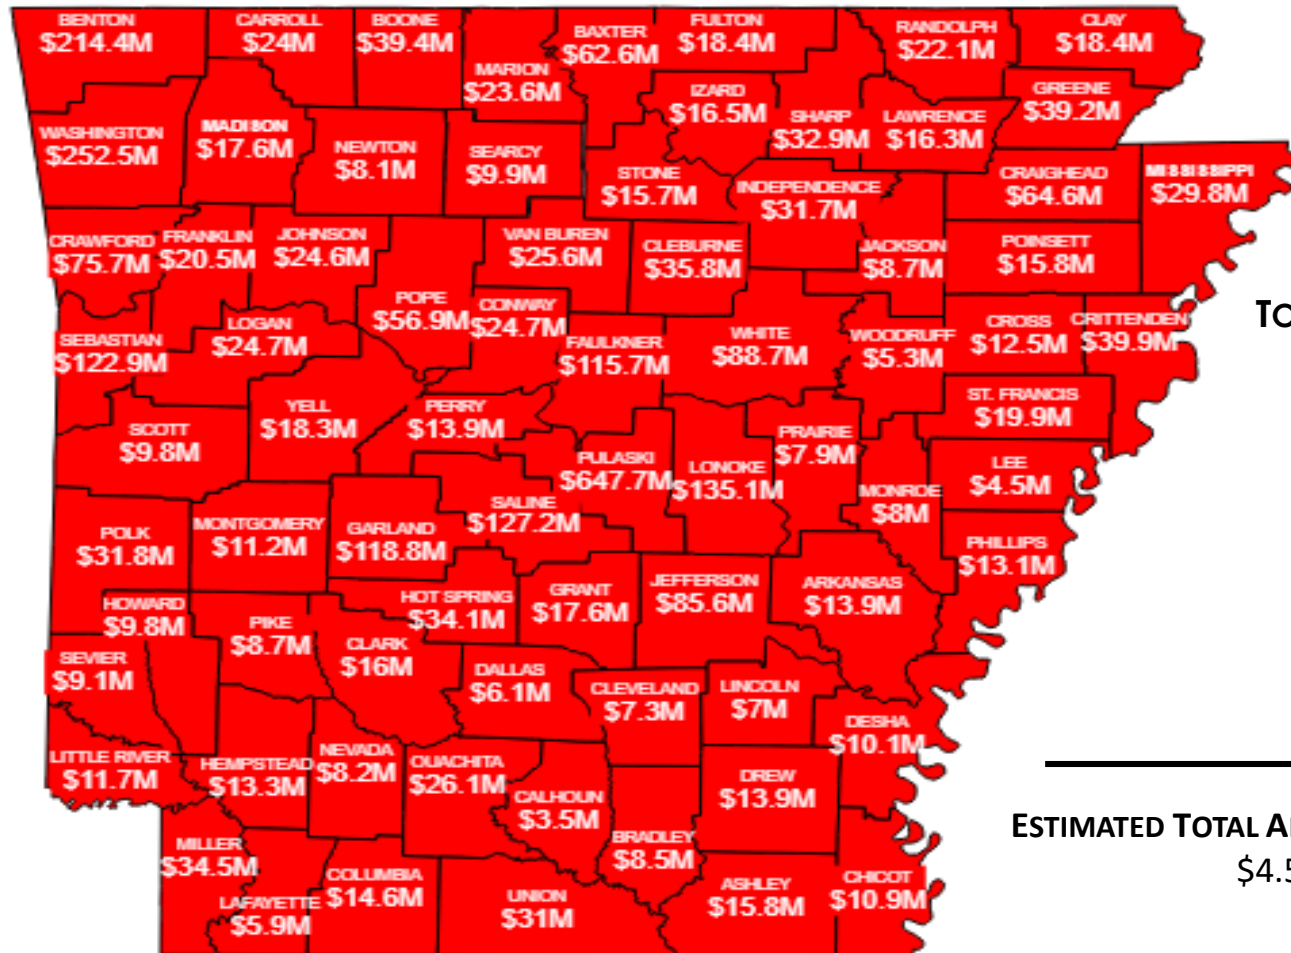 BENTON
$214.4M
CARROLL
$24M
BOONE
$39.4M
MARION
$23.6M
BAXTER
$62.6M
FULTON
$18.4M
RANDOLPH
$22.1M
CLAY
$18.4M
IZARD
$16.5M
SHARP
$32.9M
LAWRENCE
$16.3M
GREENE
$39.2M
WASHINGTON
$252.5M
MADISON
$17.6M
NEWTON
$8.1M
SEARCY
$9.9M
STONE
$15.7M
INDEPENDENCE
$31.7M
CRAIGHEAD
$64.6M
MISSISSIPPI
$29.8M
CRAWFORD
$75.7M
FRANKLIN
$20.5M
JOHNSON
$24.6M
VAN BUREN
$25.6M
CLEBURNE
$35.8M
JACKSON
$8.7M
POINSETT
$15.8M
POPE
$56.9M
CONWAY
$24.7M
SEBASTIAN
$122.9M
LOGAN
$24.7M
FAULKNER
$115.7M
WHITE
$88.7M
WOODRUFF
$5.3M
CROSS
$12.5M
CRITTENDEN
$39.9M
TO
SCOTT
$9.8M
YELL
$18.3M
PERRY
$13.9M
PULASKI
$647.7M
LONOKE
$135.1M
PRAIRIE
$7.9M
ST. FRANCIS
$19.9M
LEE
$4.5M
MONROE
$8M
SALINE
$127.2M
POLK
$31.8M
MONTGOMERY
$11.2M
GARLAND
$118.8M
PHILLIPS
$13.1M
HOWARD
$9.8M
PIKE
$8.7M
HOT SPRING
$34.1M
GRANT
$17.6M
JEFFERSON
$85.6M
ARKANSAS
$13.9M
SEVIER
$9.1M
CLARK
$16M
DALLAS
$6.1M
CLEVELAND
$7.3M
LINCOLN
$7M
DESHA
$10.1M
LITTLE RIVER
$11.7M
HEMPSTEAD
$13.3M
NEVADA
$8.2M
OUACHITA
$26.1M
CALHOUN
$3.5M
DREW
$13.9M
BRADLEY
$8.5M
ESTIMATED TOTAL
$4.5
MILLER
$34.5M
LAFAYETTE
$5.9M
COLUMBIA
$14.6M
UNION
$31M
ASHLEY
$15.8M
CHICOT
$10.9M